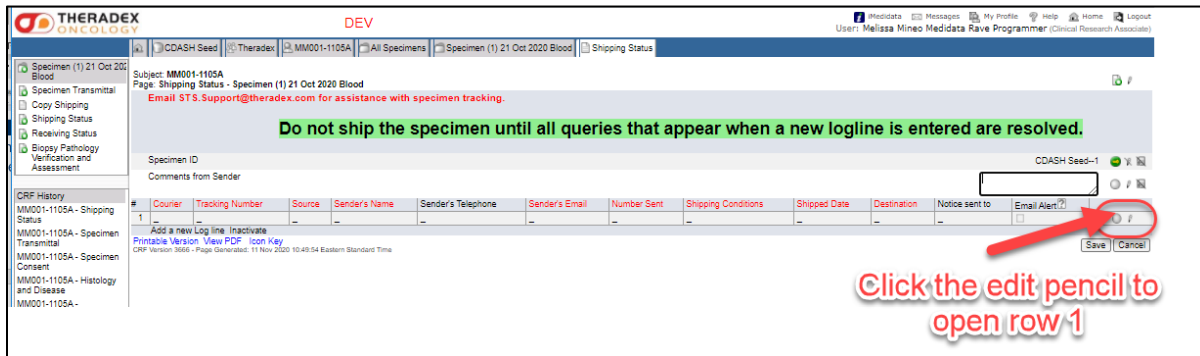 THERADEX
ONCOLOGY
DEV
iMedidata Messages My Profile Help Home Logout
User: Melissa Mineo Medidata Rave Programmer (Clinical Research Associate)
CDASH Seed Theradex MM001-1105A All Specimens Specimen (1) 21 Oct 2020 Blood Shipping Status
Specimen (1) 21 Oct 202
Blood
Specimen Transmittal
Copy Shipping
Shipping Status
Receiving Status
Biopsy Pathology
Verification and
Assessment
CRF History
MM001-1105A - Shipping
Status
MM001-1105A - Specimen
Transmittal
MM001-1105A - Specimen
Consent
MM001-1105A - Histology
and Disease
MM001-1105A -
Subject: MM001-1105A
Page: Shipping Status - Specimen (1) 21 Oct 2020 Blood
Email STS.Support@theradex.com for assistance with specimen tracking.
Do not ship the specimen until all queries that appear when a new logline is entered are resolved.
Specimen ID CDASH Seed--1
Comments from Sender
# Courier Tracking Number Source Sender's Name Sender's Telephone Sender's Email Number Sent Shipping Conditions Shipped Date Destination Notice sent to Email Alert?
1 _ _ _ _ _ _ _ _ _ _ _
Add a new Log line Inactivate
Printable Version View PDF Icon Key
CRF Version 3666 - Page Generated: 11 Nov 2020 10:49:54 Eastern Standard Time
Save Cancel
Click the edit pencil to
open row 1